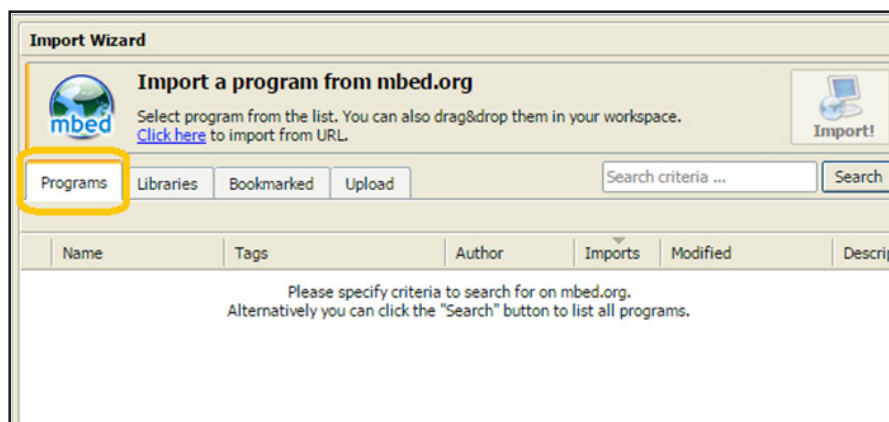 Import Wizard
mbed
Import a program from mbed.org
Select program from the list. You can also drag&drop them in your workspace.
Click here to import from URL.
Import!
Programs Libraries Bookmarked Upload Search criteria ... Search
Name Tags Author Imports Modified Descrip
Please specify criteria to search for on mbed.org.
Alternatively you can click the "Search" button to list all programs.